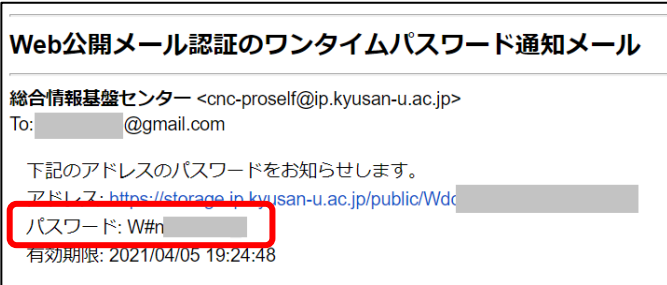 Web公開メール認証のワンタイムパスワード通知メール
総合情報基盤センター <cnc-proself@ip.kyusan-u.ac.jp>
To: @gmail.com
下記のアドレスのパスワードをお知らせします。
アドレス: https://storage.ip.kyusan-u.ac.jp/public/Wdc
パスワード: W#n
有効期限: 2021/04/05 19:24:48